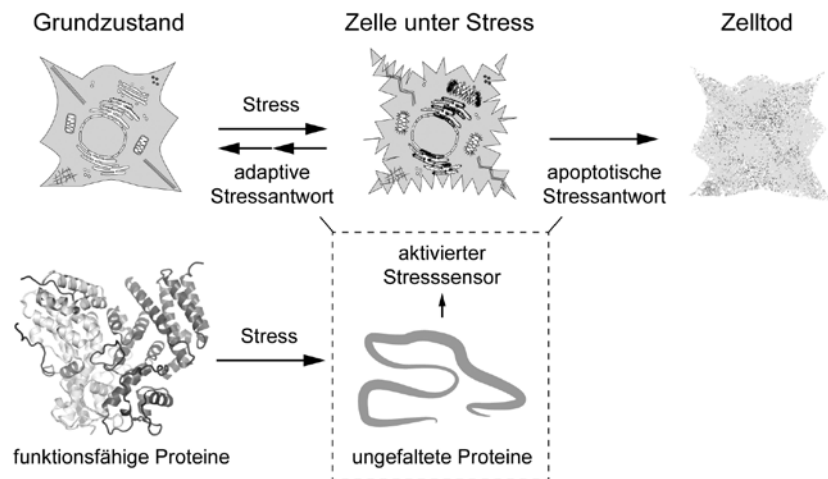 Grundzustand
Zelle unter Stress
Zelltod
Stress
adaptive
Stressantwort
apoptotische
Stressantwort
aktivierter
Stresssensor
Stress
funktionsfähige Proteine
ungefaltete Proteine